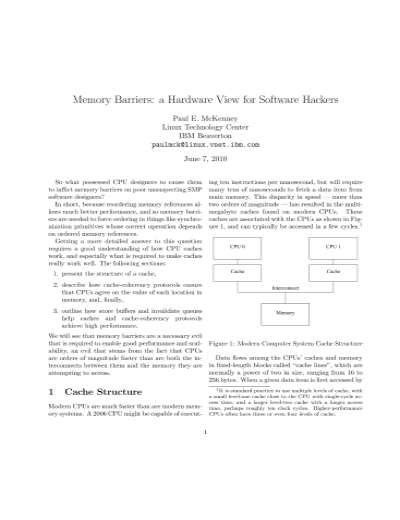 Memory Barriers: a Hardware View for Software Hackers
Paul E. McKenney
Linux Technology Center
IBM Beaverton
paulmck@linux.vnet.ibm.com
June 7, 2010
So what possessed CPU designers to cause them
to inflict memory barriers on poor unsuspecting SMP
software designers?
In short, because reordering memory references al-
lows much better performance, and so memory barri-
ers are needed to force ordering in things like synchro-
nization primitives whose correct operation depends
on ordered memory references.
Getting a more detailed answer to this question
requires a good understanding of how CPU caches
work, and especially what is required to make caches
really work well. The following sections:
1. present the structure of a cache,
2. describe how cache-coherency protocols ensure
that CPUs agree on the value of each location in
memory, and, finally,
3. outline how store buffers and invalidate queues
help caches and cache-coherency protocols
achieve high performance.
We will see that memory barriers are a necessary evil
that is required to enable good performance and scal-
ability, an evil that stems from the fact that CPUs
are orders of magnitude faster than are both the in-
terconnects between them and the memory they are
attempting to access.
1 Cache Structure
Modern CPUs are much faster than are modern mem-
ory systems. A 2006 CPU might be capable of execut-
ing ten instructions per nanosecond, but will require
many tens of nanoseconds to fetch a data item from
main memory. This disparity in speed — more than
two orders of magnitude — has resulted in the multi-
megabyte caches found on modern CPUs. These
caches are associated with the CPUs as shown in Fig-
ure 1, and can typically be accessed in a few cycles.1
CPU 0 CPU 1
Cache Cache
Interconnect
Memory
Figure 1: Modern Computer System Cache Structure
Data flows among the CPUs' caches and memory
in fixed-length blocks called "cache lines", which are
normally a power of two in size, ranging from 16 to
256 bytes. When a given data item is first accessed by
1It is standard practice to use multiple levels of cache, with
a small level-one cache close to the CPU with single-cycle ac-
cess time, and a larger level-two cache with a longer access
time, perhaps roughly ten clock cycles. Higher-performance
CPUs often have three or even four levels of cache.
1